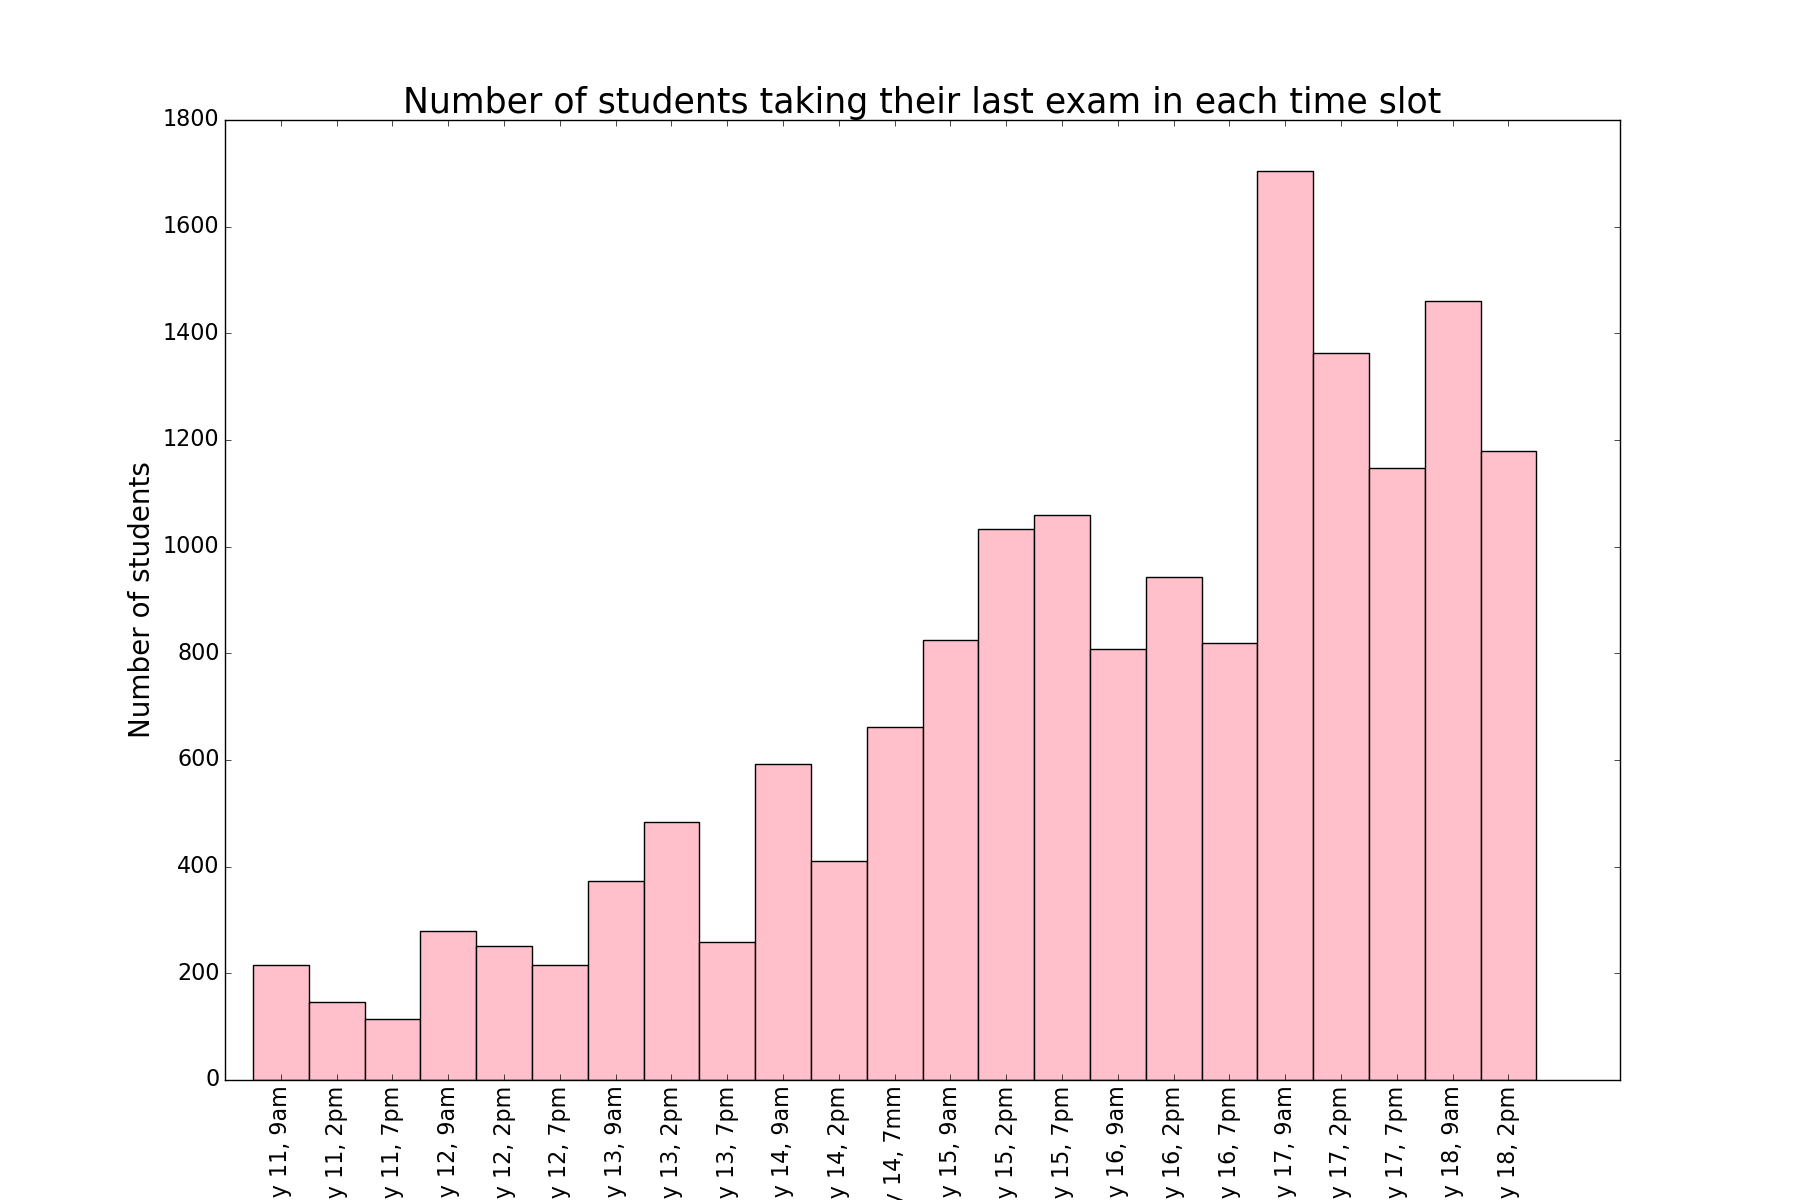 Number of students taking their last exam in each time slot
Number of students
1800
1600
1400
1200
1000
800
600
400
200
0
y 11, 9am
y 11, 2pm
y 11, 7pm
y 12, 9am
y 12, 2pm
y 12, 7pm
y 13, 9am
y 13, 2pm
y 13, 7pm
y 14, 9am
y 14, 2pm
y 14, 7mm
y 15, 9am
y 15, 2pm
y 15, 7pm
y 16, 9am
y 16, 2pm
y 16, 7pm
y 17, 9am
y 17, 2pm
y 17, 7pm
y 18, 9am
y 18, 2pm